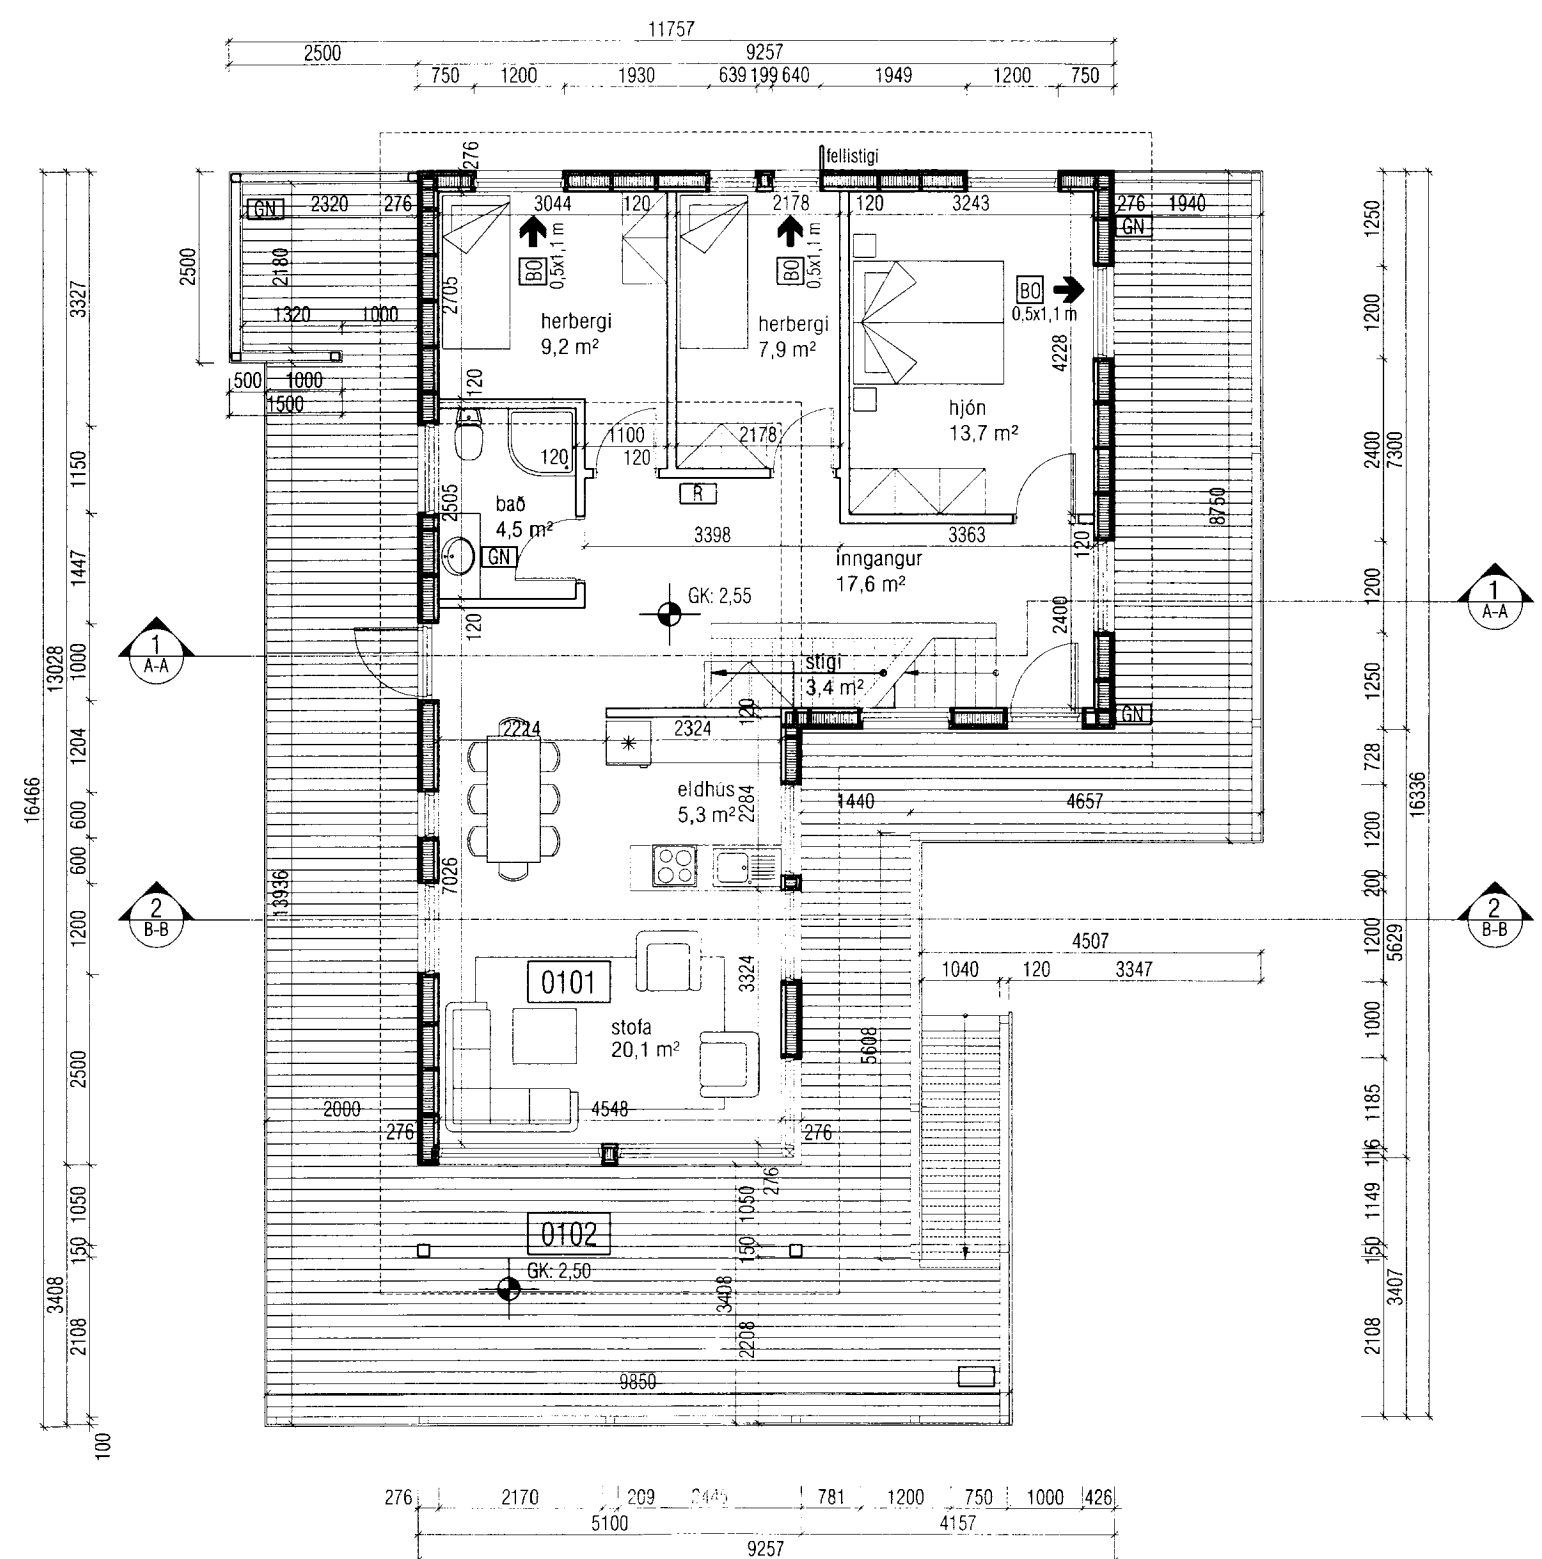 11757
2500 9257
750 1200 1930 639 199 640 1949 1200 750
fellistigi
276
GN 2320 276 3044 120 2178 120 3243 276 1940
GN
BO
0,5x1,1 m
BO
0,5x1,1 m
BO
0,5x1,1 m
2500
2180
2705
1320 1000
herbergi
9,2 m²
herbergi
7,9 m²
4228
500 1000
1500
120
hjón
13,7 m²
1100 2178
120 120
R
2505
bað
4,5 m²
GN
3398 3363
120
inngangur
17,6 m²
GK: 2,55
120
2400
8750
1
A-A
1
A-A
stigi
3,4 m²
120
GN
2224 2324
eldhús
5,3 m²
2284
1440 4657
7026
13936
2
B-B
2
B-B
4507
1040 120 3347
0101
3324
stofa
20,1 m²
5608
2000 4548
276 276
276
1050
0102
150
GK: 2,50
3408
2208
9850
16466
13028
3408
3327
1150
1447
1000
1204
600
600
1200
2500
1050
150
2108
100
1250
1200
2400
1200
1250
728
1200
200
1200
1000
1185
116
1149
150
2108
7300
5629
3407
16336
276 2170 209 2445 781 1200 750 1000 426
5100 4157
9257